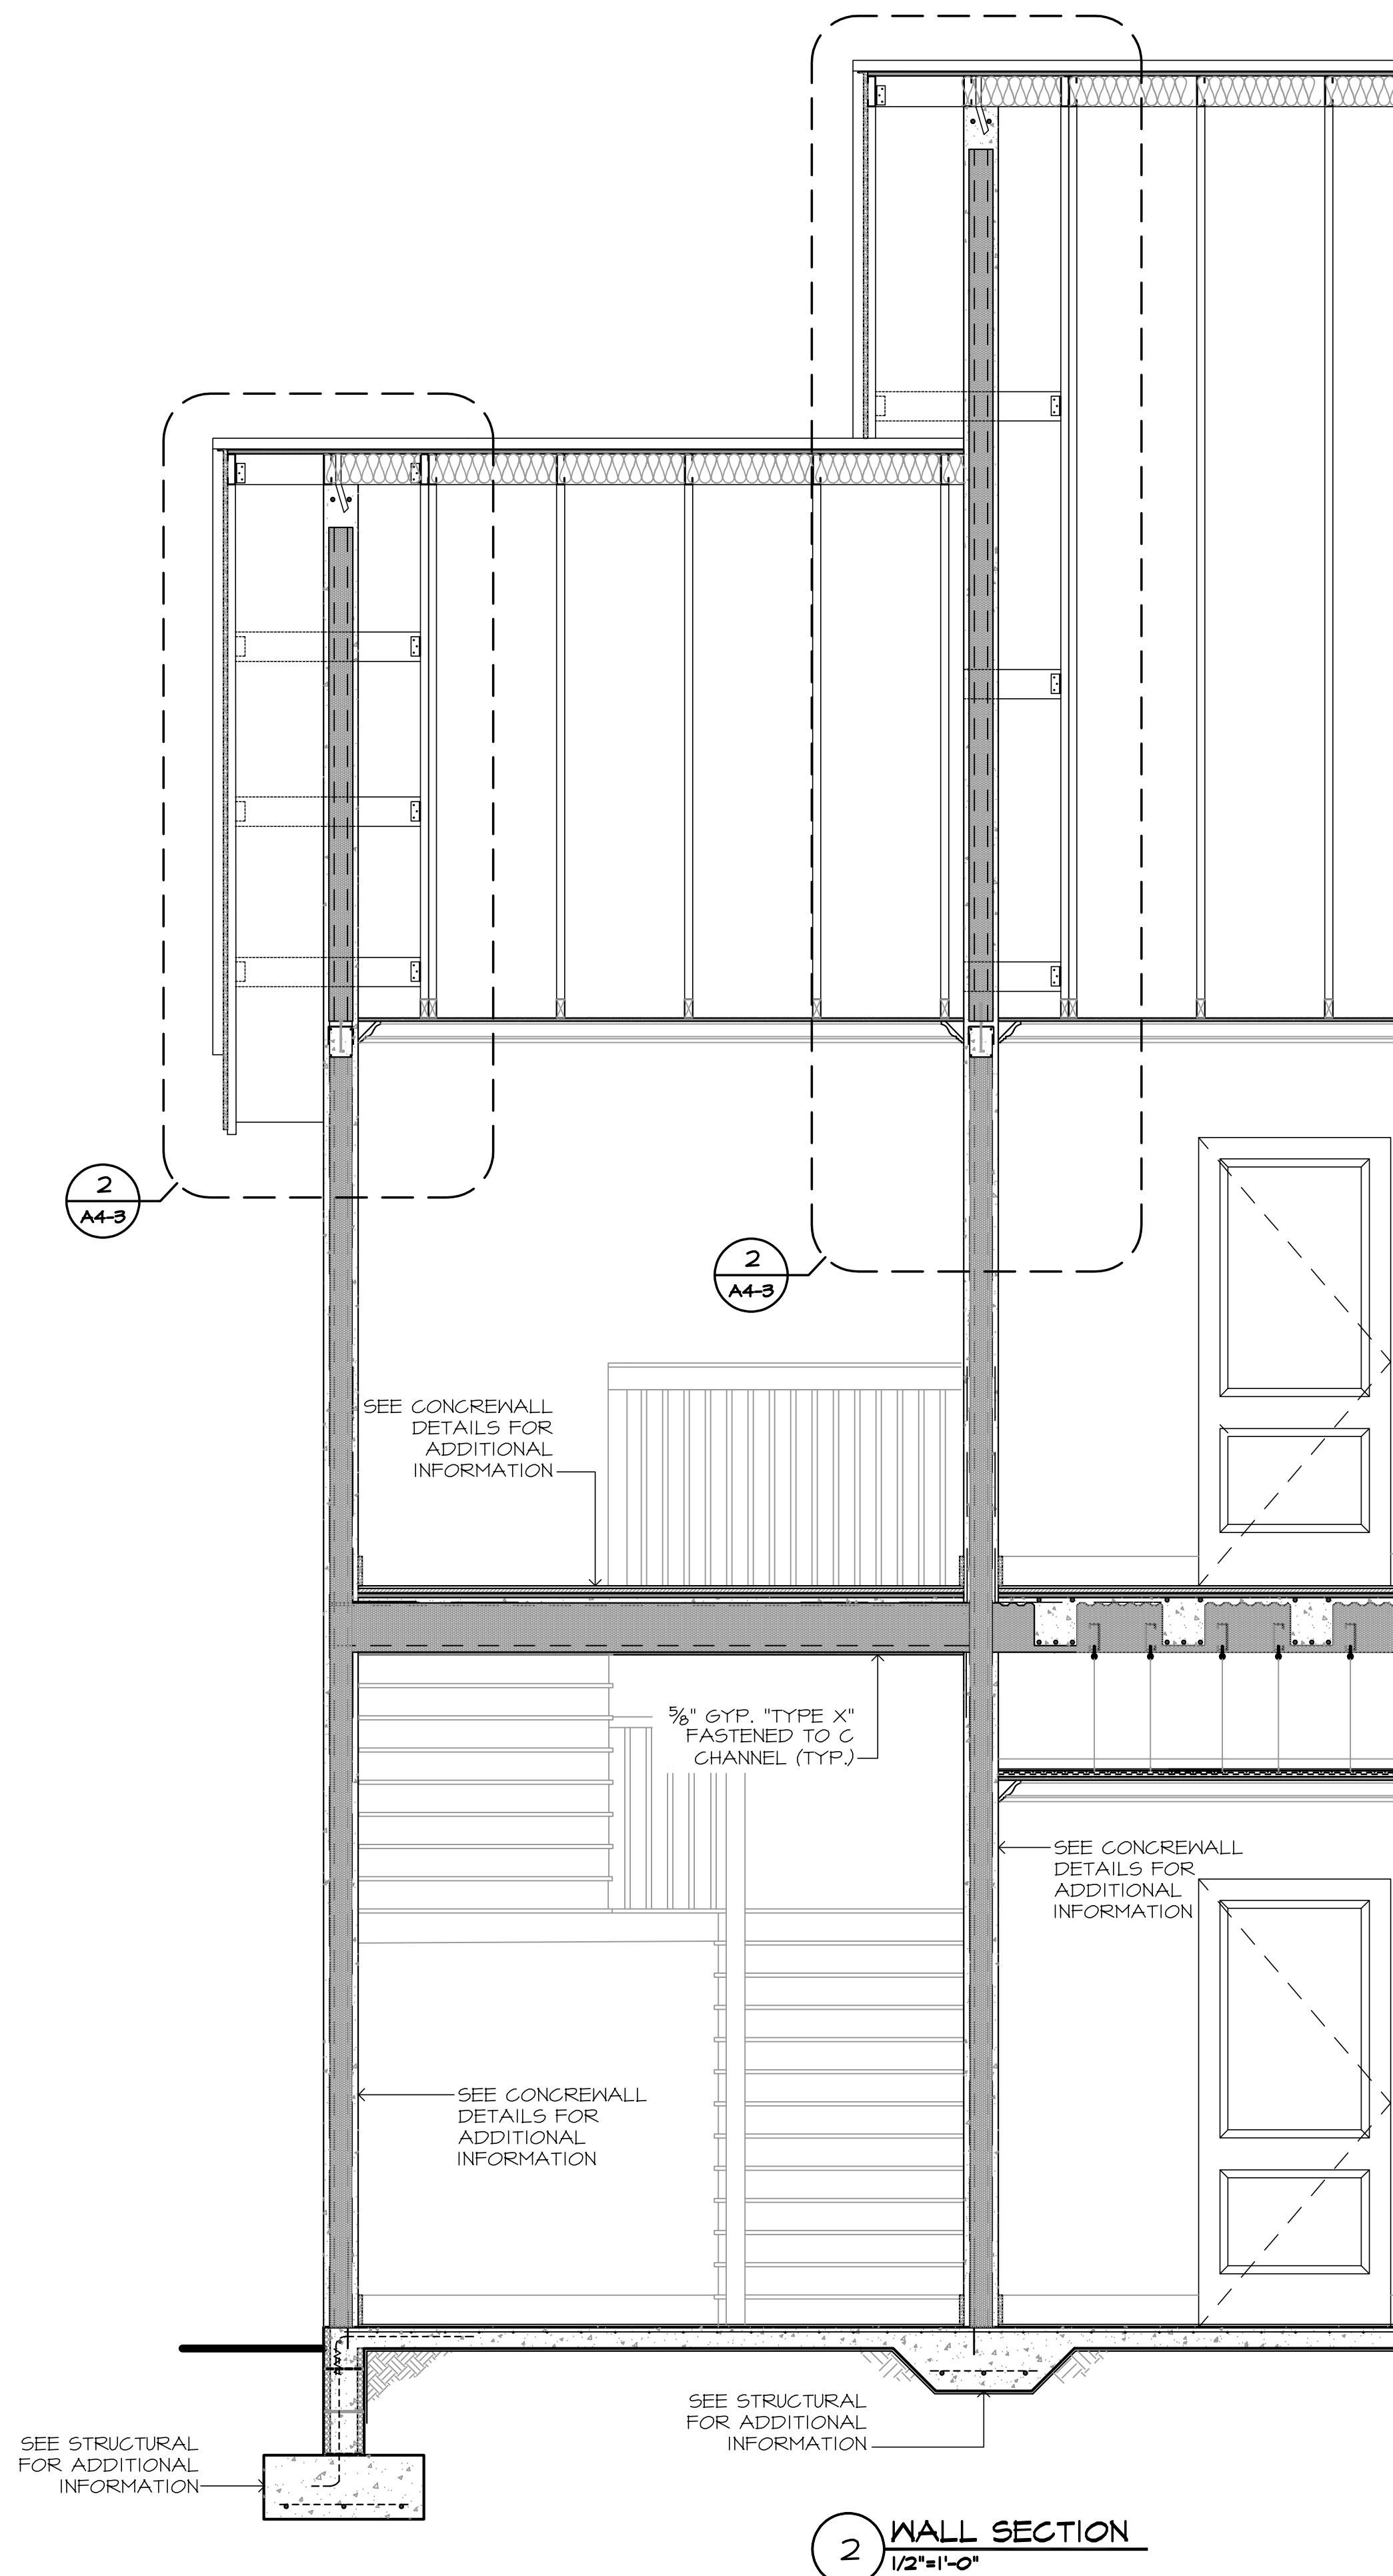 2
A4-3
2
A4-3
SEE CONCREWALL
DETAILS FOR
ADDITIONAL
INFORMATION
5/8" GYP. "TYPE X"
FASTENED TO C
CHANNEL (TYP.)
SEE CONCREWALL
DETAILS FOR
ADDITIONAL
INFORMATION
SEE CONCREWALL
DETAILS FOR
ADDITIONAL
INFORMATION
SEE STRUCTURAL
FOR ADDITIONAL
INFORMATION
SEE STRUCTURAL
FOR ADDITIONAL
INFORMATION
2 WALL SECTION
1/2"=1'-0"